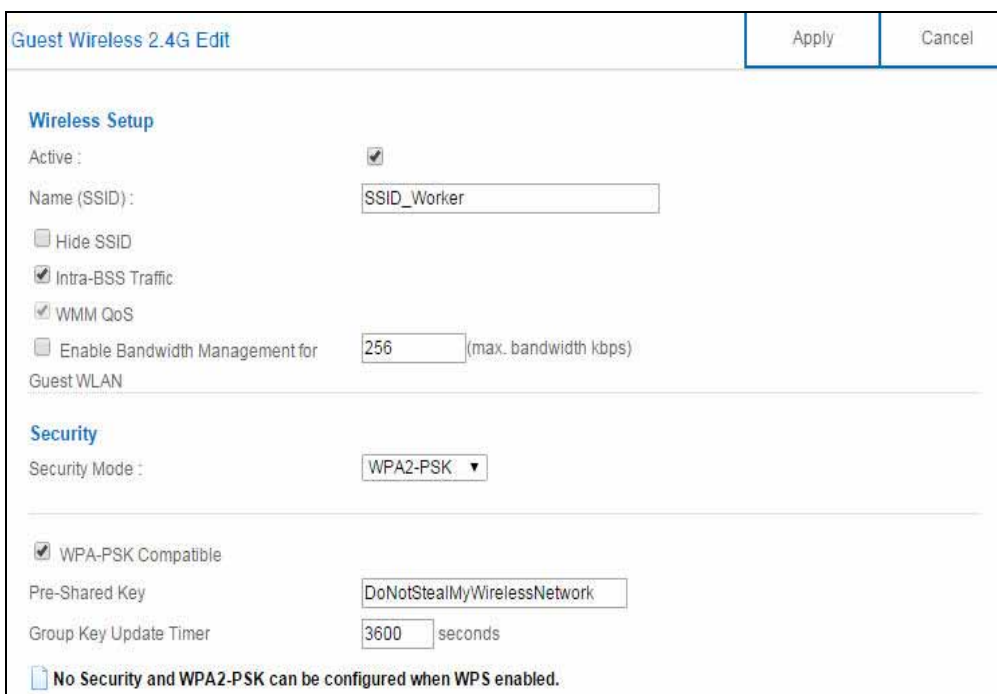 Guest Wireless 2.4G Edit
Apply
Cancel
Wireless Setup
Active :
Name (SSID) :
SSID_Worker
Hide SSID
Intra-BSS Traffic
WMM QoS
Enable Bandwidth Management for
256
(max. bandwidth kbps)
Guest WLAN
Security
Security Mode :
WPA2-PSK
WPA-PSK Compatible
Pre-Shared Key
DoNotStealMyWirelessNetwork
Group Key Update Timer
3600
seconds
No Security and WPA2-PSK can be configured when WPS enabled.